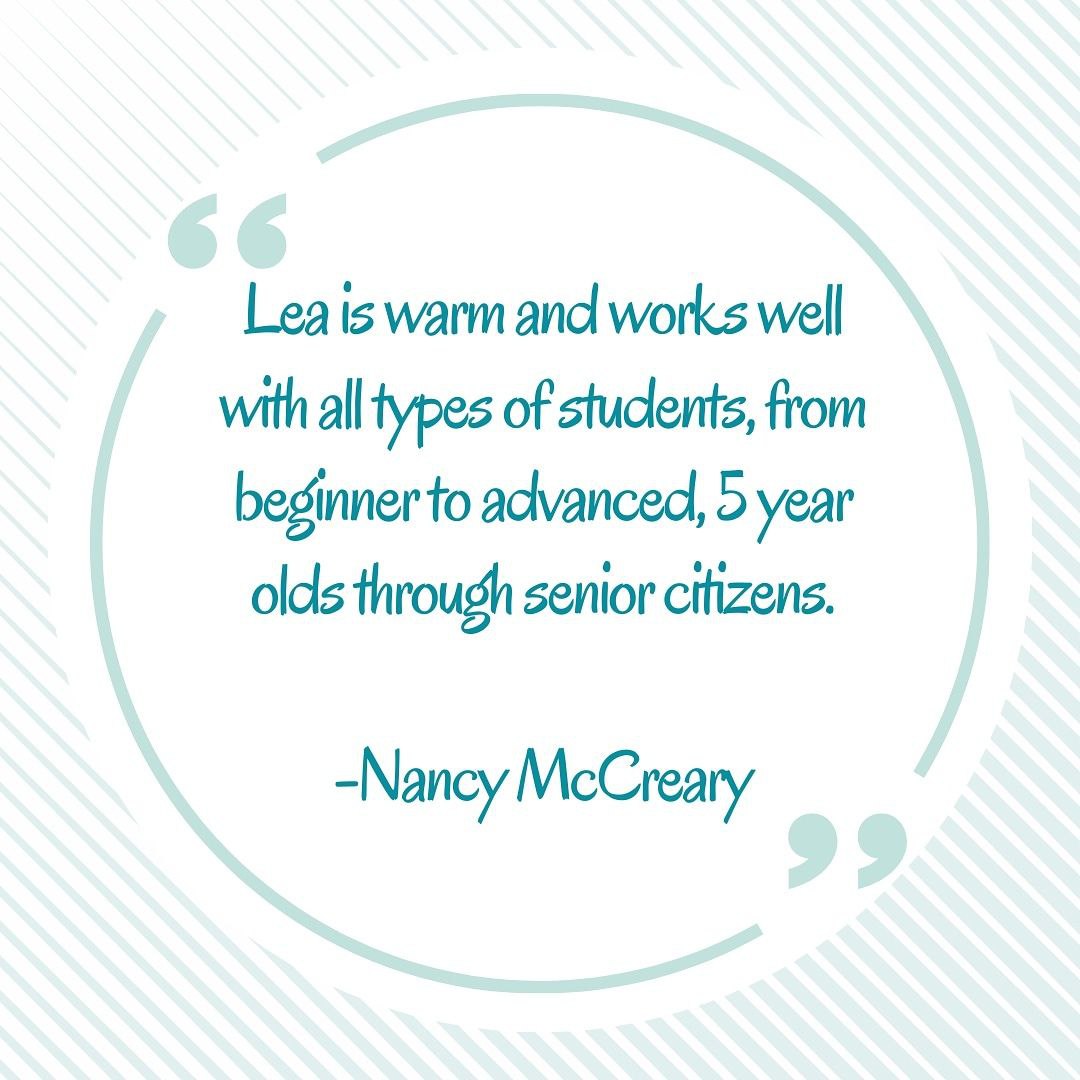 “
Lea is warm and works well
with all types of students, from
beginner to advanced, 5 year
olds through senior citizens.
-Nancy McCreary
”